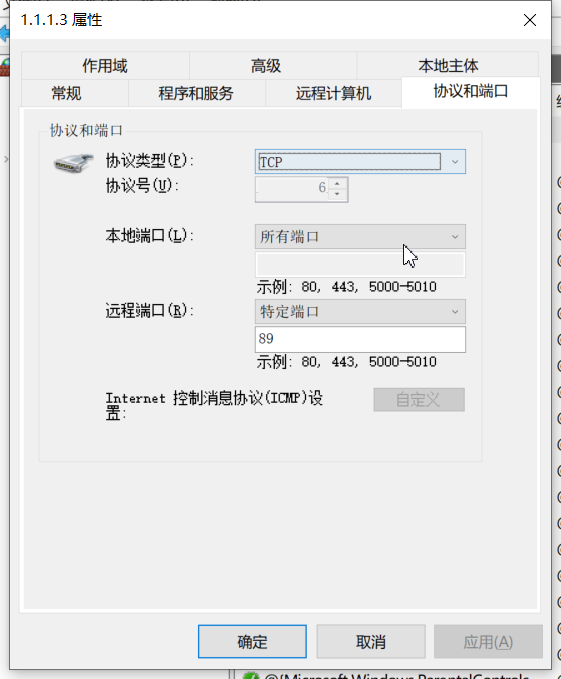 1.1.1.3 属性
作用域 高级 本地主体
常规 程序和服务 远程计算机 协议和端口
协议和端口
协议类型(P): TCP
协议号(U): 6
本地端口(L): 所有端口
示例: 80, 443, 5000-5010
远程端口(R): 特定端口
89
示例: 80, 443, 5000-5010
Internet 控制消息协议(ICMP)设
置:
自定义
确定 取消 应用(A)
@{Microsoft.Windows.ParentalControls